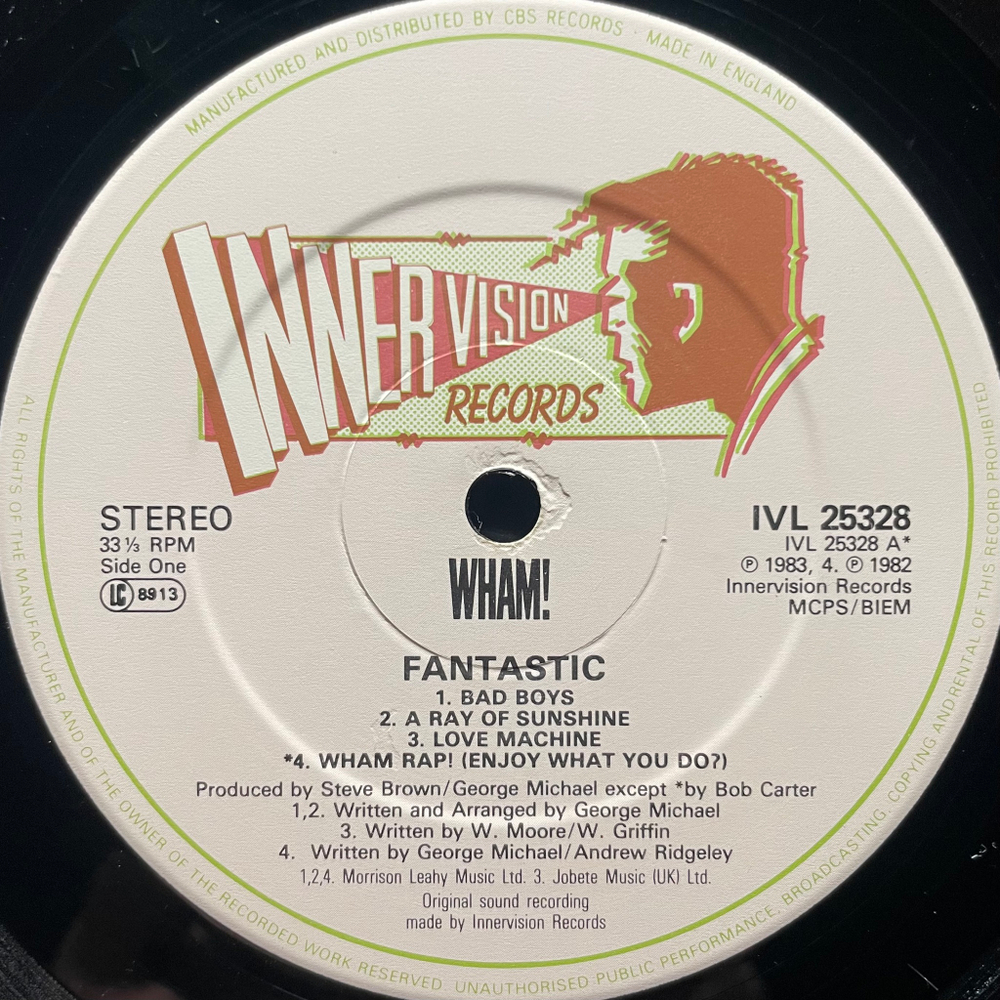 MANUFACTURED AND DISTRIBUTED BY CBS RECORDS · MADE IN ENGLAND
INNERVISION
RECORDS
STEREO
33 ⅓ RPM
Side One
LC 8913
IVL 25328
IVL 25328 A*
℗ 1983, 4. ℗ 1982
Innervision Records
MCPS/BIEM
WHAM!
FANTASTIC
1. BAD BOYS
2. A RAY OF SUNSHINE
3. LOVE MACHINE
*4. WHAM RAP! (ENJOY WHAT YOU DO?)
Produced by Steve Brown/George Michael except *by Bob Carter
1,2. Written and Arranged by George Michael
3. Written by W. Moore/W. Griffin
4. Written by George Michael/Andrew Ridgeley
1,2,4. Morrison Leahy Music Ltd. 3. Jobete Music (UK) Ltd.
Original sound recording
made by Innervision Records
ALL RIGHTS OF THE MANUFACTURER AND OF THE OWNER OF THE RECORDED WORK RESERVED. UNAUTHORISED PUBLIC PERFORMANCE, BROADCASTING, COPYING ANDRENTAL OF THIS RECORD PROHIBITED